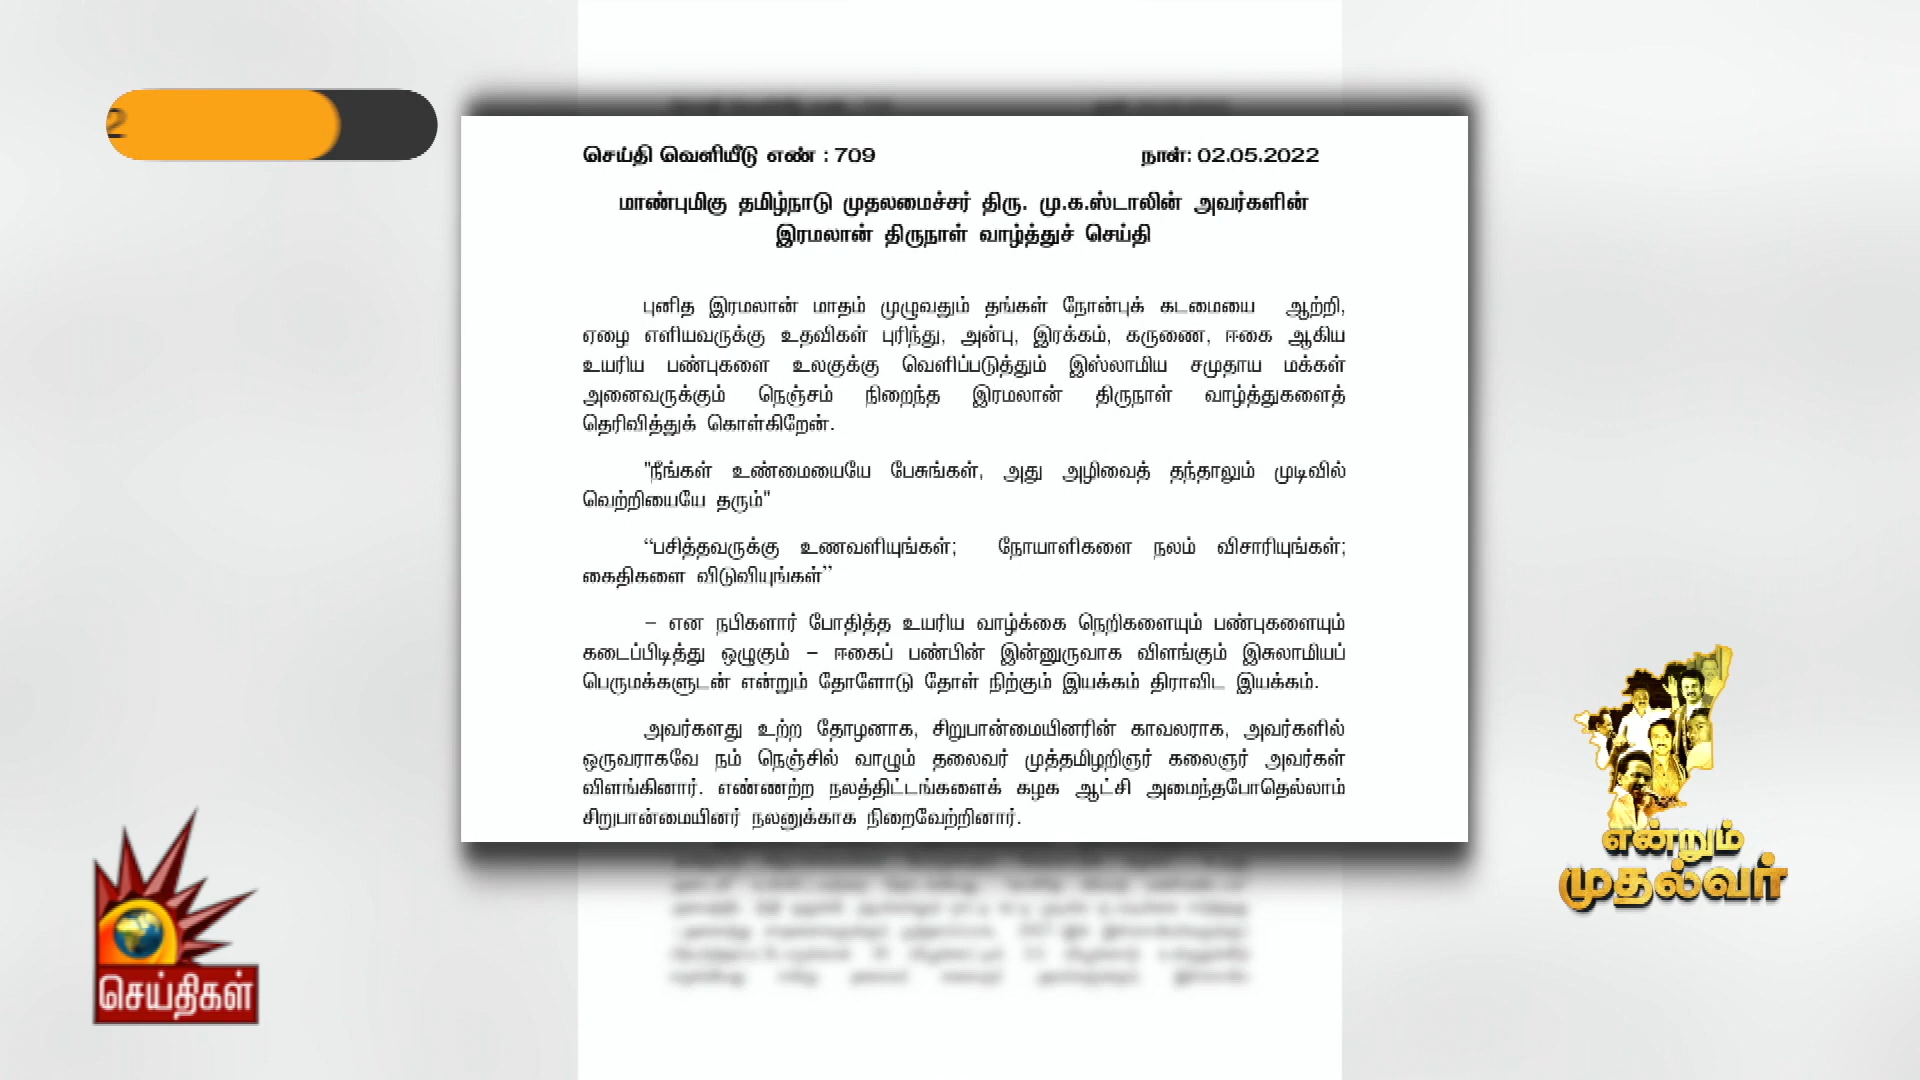 2
செய்தி வெளியீடு எண் : 709 நாள்: 02.05.2022
மாண்புமிகு தமிழ்நாடு முதலமைச்சர் திரு. மு.க.ஸ்டாலின் அவர்களின்
இரமலான் திருநாள் வாழ்த்துச் செய்தி
புனித இரமலான் மாதம் முழுவதும் தங்கள் நோன்புக் கடமையை ஆற்றி,
ஏழை எளியவருக்கு உதவிகள் புரிந்து, அன்பு, இரக்கம், கருணை, ஈகை ஆகிய
உயரிய பண்புகளை உலகுக்கு வெளிப்படுத்தும் இஸ்லாமிய சமுதாய மக்கள்
அனைவருக்கும் நெஞ்சம் நிறைந்த இரமலான் திருநாள் வாழ்த்துகளைத்
தெரிவித்துக் கொள்கிறேன்.
"நீங்கள் உண்மையையே பேசுங்கள், அது அழிவைத் தந்தாலும் முடிவில்
வெற்றியையே தரும்"
“பசித்தவருக்கு உணவளியுங்கள்; நோயாளிகளை நலம் விசாரியுங்கள்;
கைதிகளை விடுவியுங்கள்”
– என நபிகளார் போதித்த உயரிய வாழ்க்கை நெறிகளையும் பண்புகளையும்
கடைப்பிடித்து ஒழுகும் – ஈகைப் பண்பின் இன்னுருவாக விளங்கும் இசுலாமியப்
பெருமக்களுடன் என்றும் தோளோடு தோள் நிற்கும் இயக்கம் திராவிட இயக்கம்.
அவர்களது உற்ற தோழனாக, சிறுபான்மையினரின் காவலராக, அவர்களில்
ஒருவராகவே நம் நெஞ்சில் வாழும் தலைவர் முத்தமிழறிஞர் கலைஞர் அவர்கள்
விளங்கினார். எண்ணற்ற நலத்திட்டங்களைக் கழக ஆட்சி அமைந்தபோதெல்லாம்
சிறுபான்மையினர் நலனுக்காக நிறைவேற்றினார்.
என்றும்
முதல்வர்
செய்திகள்